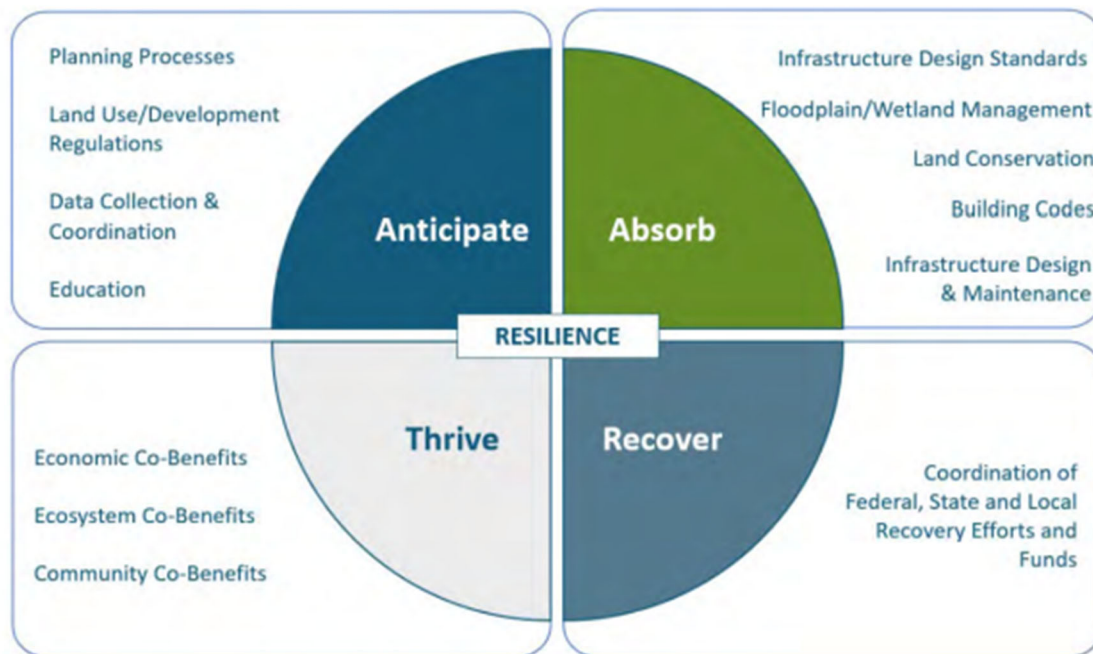 Planning Processes
Land Use/Development
Regulations
Data Collection &
Coordination
Education
Anticipate
Absorb
Infrastructure Design Standards
Floodplain/Wetland Management
Land Conservation
Building Codes
Infrastructure Design
& Maintenance
RESILIENCE
Economic Co-Benefits
Ecosystem Co-Benefits
Community Co-Benefits
Thrive
Recover
Coordination of
Federal, State and Local
Recovery Efforts and
Funds